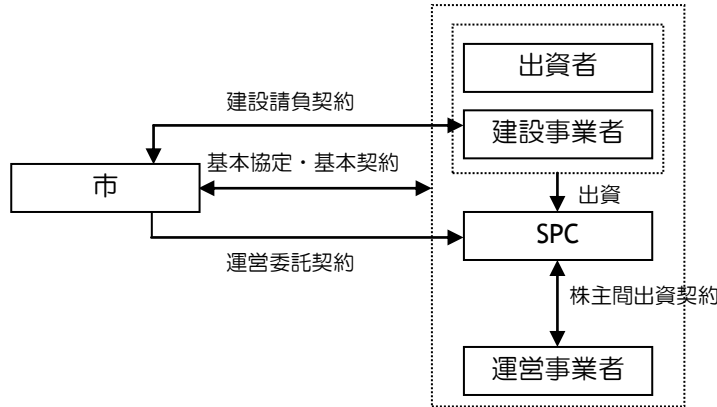 出資者
建設請負契約
建設事業者
基本協定・基本契約
市
出資
SPC
運営委託契約
株主間出資契約
運営事業者